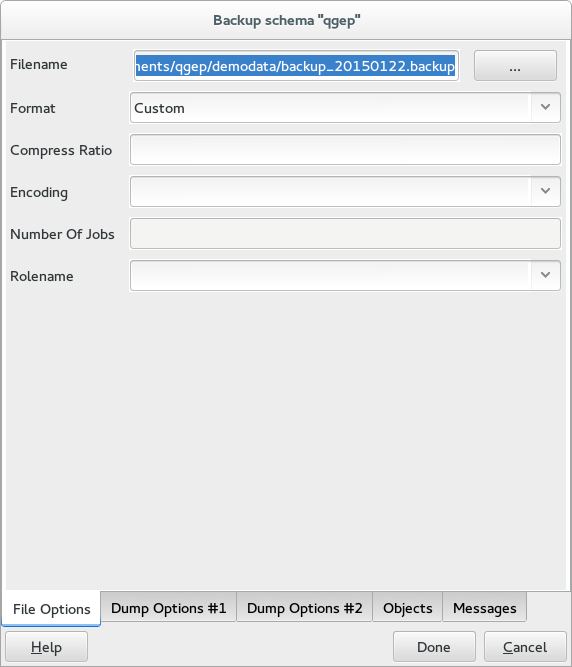 Backup schema "qgep"
Filename
nents/qgep/demodata/backup_20150122.backup
...
Format
Custom
Compress Ratio
Encoding
Number Of Jobs
Rolename
File Options
Dump Options #1
Dump Options #2
Objects
Messages
Help
Done
Cancel